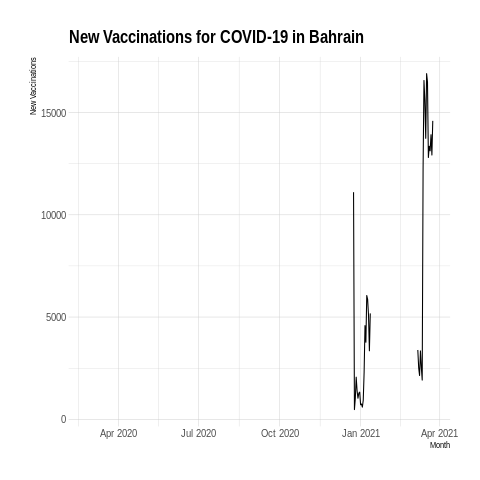 New Vaccinations for COVID-19 in Bahrain
New Vaccinations
15000
10000
5000
0
Apr 2020 Jul 2020 Oct 2020 Jan 2021 Apr 2021
Month